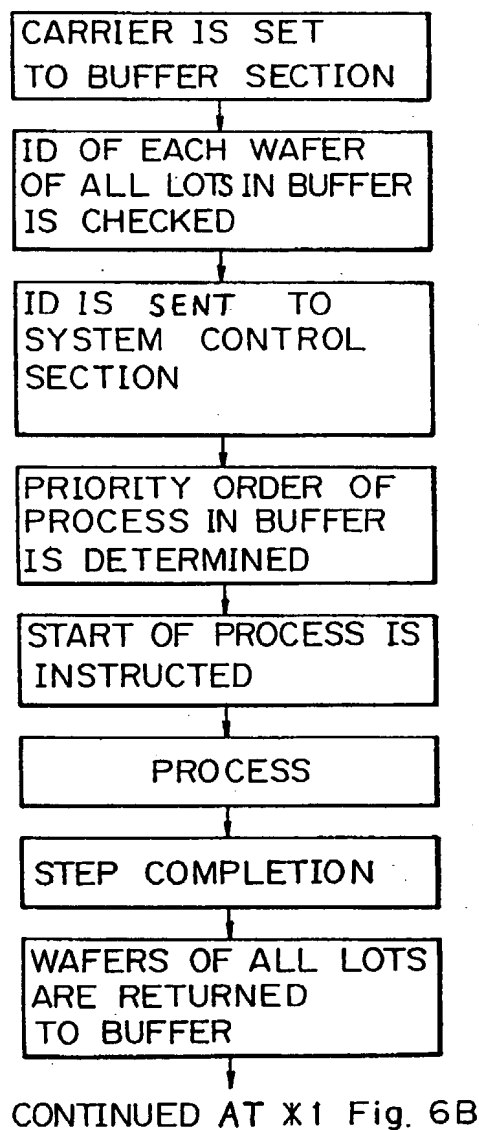 CARRIER IS SET
TO BUFFER SECTION
ID OF EACH WAFER
OF ALL LOTS IN BUFFER
IS CHECKED
ID IS SENT TO
SYSTEM CONTROL
SECTION
PRIORITY ORDER OF
PROCESS IN BUFFER
IS DETERMINED
START OF PROCESS IS
INSTRUCTED
PROCESS
STEP COMPLETION
WAFERS OF ALL LOTS
ARE RETURNED
TO BUFFER
CONTINUED AT ※1 Fig. 6B